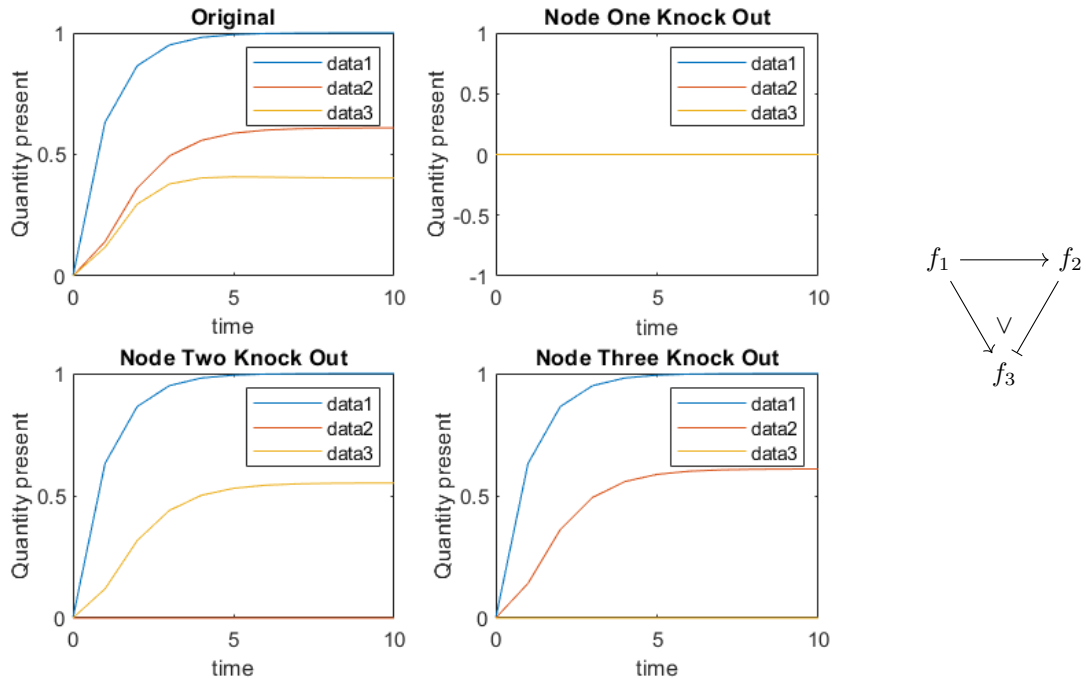 Original
Quantity present
1
0.5
0
0
5
10
time
data1
data2
data3
Node One Knock Out
Quantity present
1
0.5
0
-0.5
-1
0
5
10
time
data1
data2
data3
Node Two Knock Out
Quantity present
1
0.5
0
0
5
10
time
data1
data2
data3
Node Three Knock Out
Quantity present
1
0.5
0
0
5
10
time
data1
data2
data3
f₁ f₂
∨
f₃